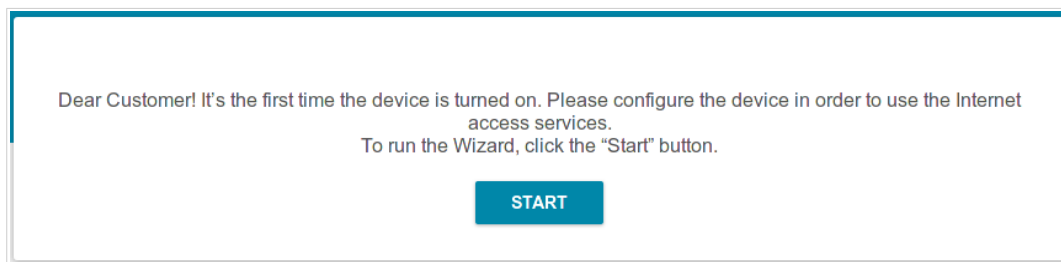 Dear Customer! It’s the first time the device is turned on. Please configure the device in order to use the Internet
access services.
To run the Wizard, click the “Start” button.
START